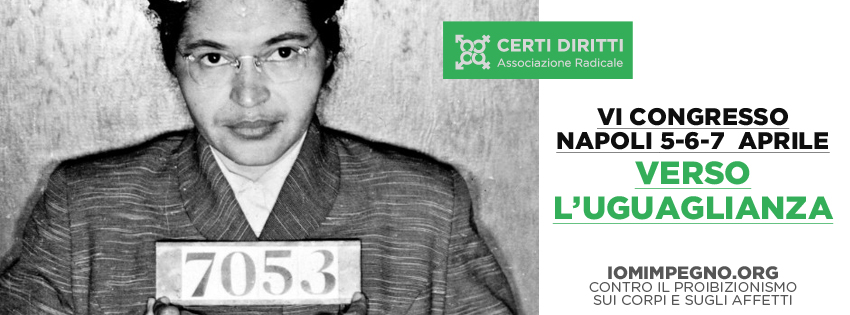 CERTI DIRITTI
Associazione Radicale
VI CONGRESSO
NAPOLI 5-6-7 APRILE
VERSO
L'UGUAGLIANZA
7053
IOMIMPEGNO.ORG
CONTRO IL PROIBIZIONISMO
SUI CORPI E SUGLI AFFETTI